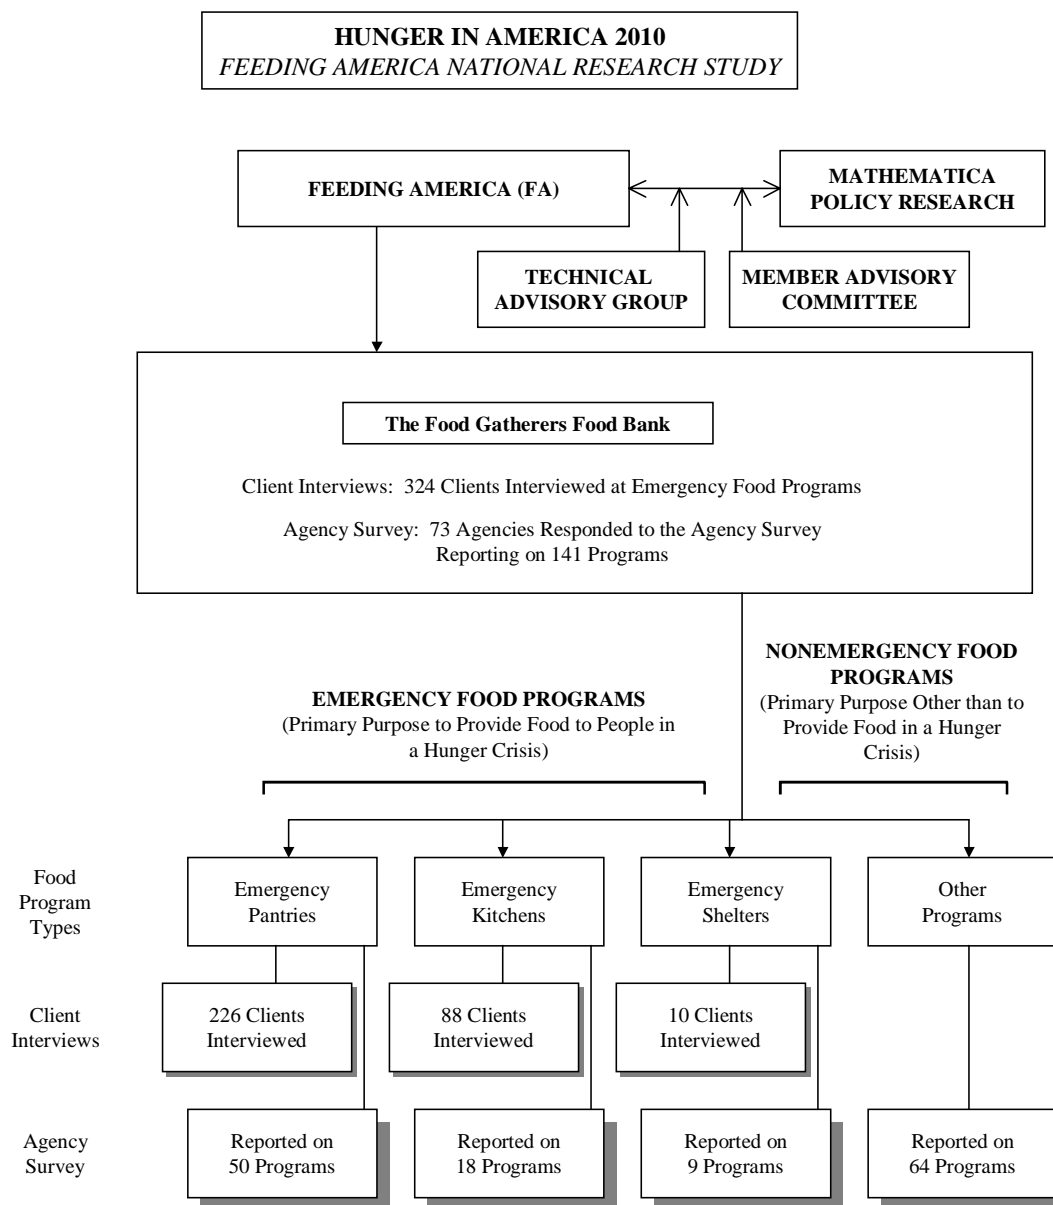 HUNGER IN AMERICA 2010
FEEDING AMERICA NATIONAL RESEARCH STUDY
FEEDING AMERICA (FA)
MATHEMATICA
POLICY RESEARCH
TECHNICAL
ADVISORY GROUP
MEMBER ADVISORY
COMMITTEE
The Food Gatherers Food Bank
Client Interviews: 324 Clients Interviewed at Emergency Food Programs
Agency Survey: 73 Agencies Responded to the Agency Survey
Reporting on 141 Programs
EMERGENCY FOOD PROGRAMS
(Primary Purpose to Provide Food to People in
a Hunger Crisis)
NONEMERGENCY FOOD
PROGRAMS
(Primary Purpose Other than to
Provide Food in a Hunger
Crisis)
Food
Program
Types
Emergency
Pantries
Emergency
Kitchens
Emergency
Shelters
Other
Programs
Client
Interviews
226 Clients
Interviewed
88 Clients
Interviewed
10 Clients
Interviewed
Agency
Survey
Reported on
50 Programs
Reported on
18 Programs
Reported on
9 Programs
Reported on
64 Programs